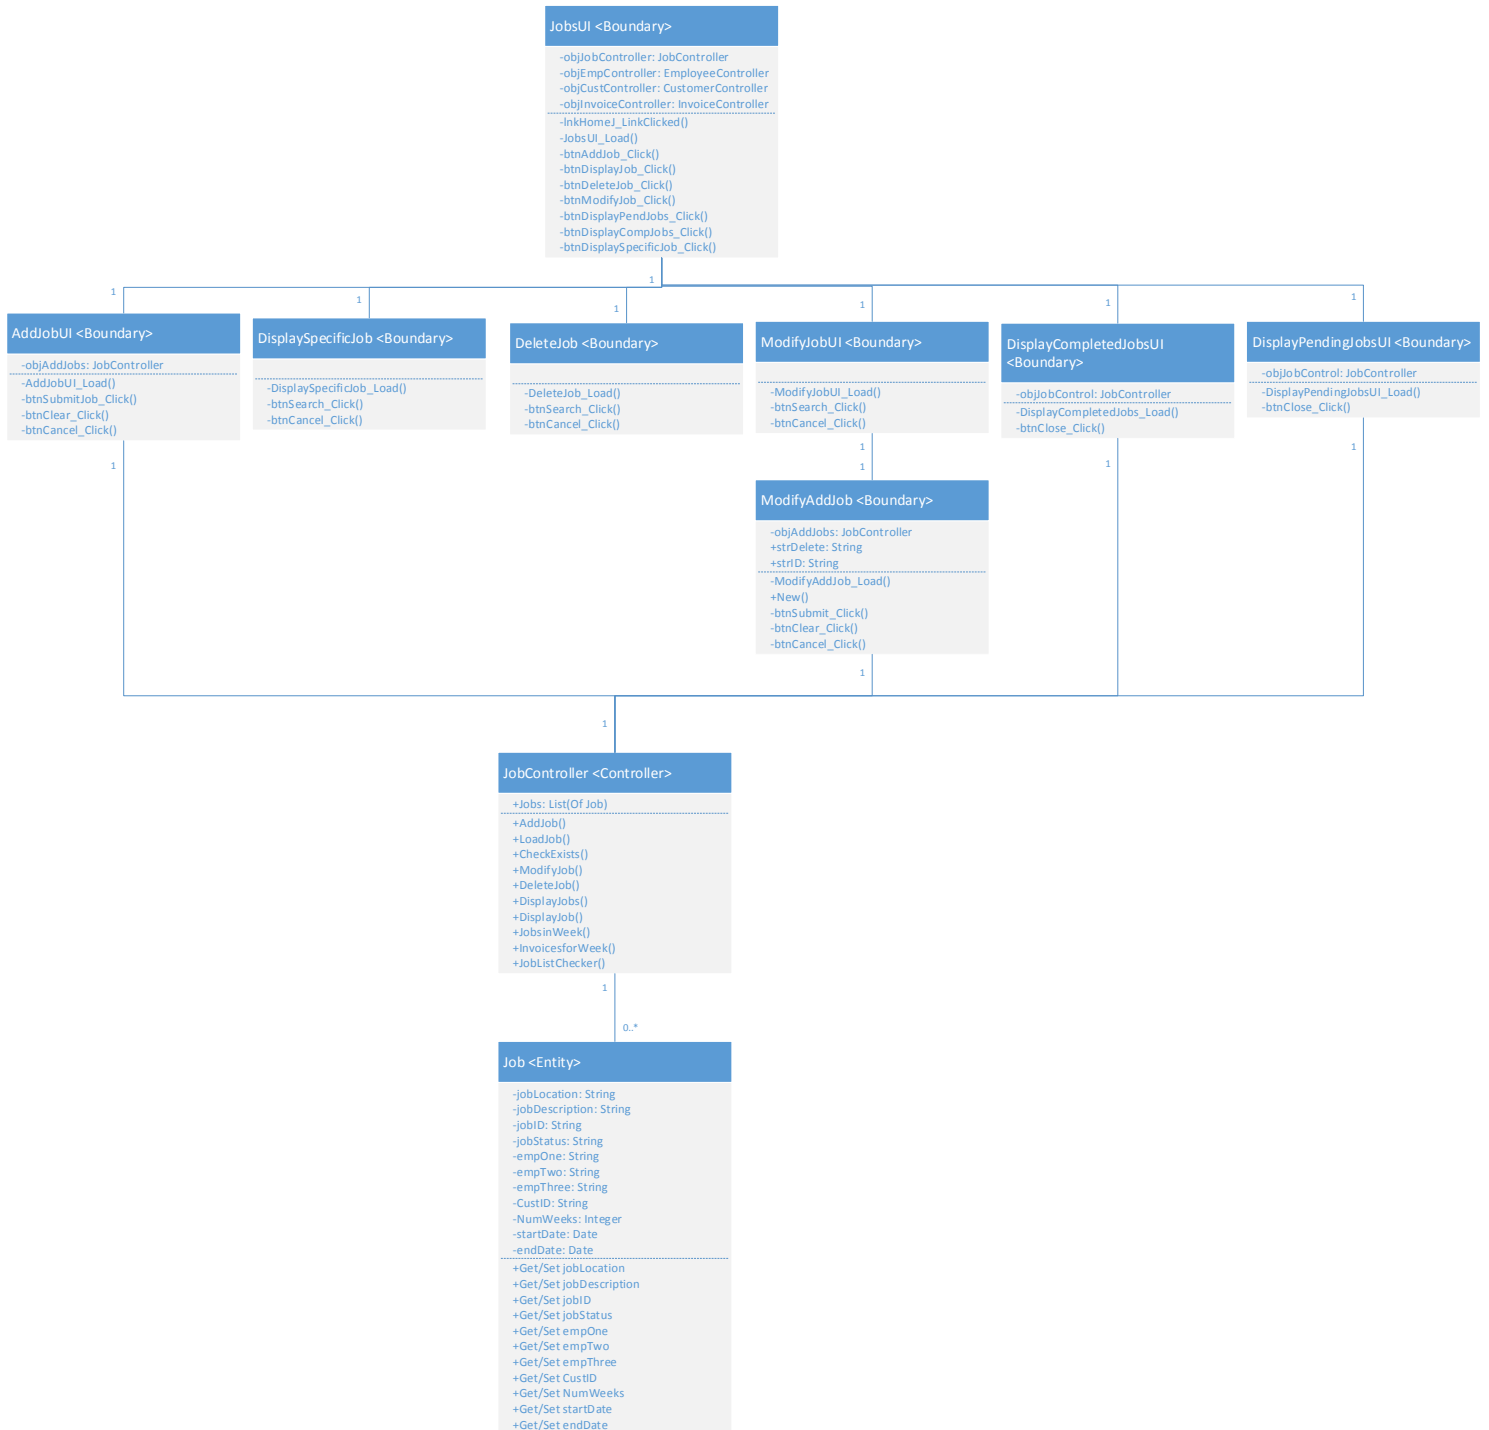 JobsUI <Boundary>
-objJobController: JobController
-objEmpController: EmployeeController
-objCustController: CustomerController
-objInvoiceController: InvoiceController
-lnkHomeJ_LinkClicked()
-JobsUI_Load()
-btnAddJob_Click()
-btnDisplayJob_Click()
-btnDeleteJob_Click()
-btnModifyJob_Click()
-btnDisplayPendJobs_Click()
-btnDisplayCompJobs_Click()
-btnDisplaySpecificJob_Click()
1
1
1
1
1
1
1
AddJobUI <Boundary>
-objAddJobs: JobController
-AddJobUI_Load()
-btnSubmitJob_Click()
-btnClear_Click()
-btnCancel_Click()
1
DisplaySpecificJob <Boundary>
-DisplaySpecificJob_Load()
-btnSearch_Click()
-btnCancel_Click()
DeleteJob <Boundary>
-DeleteJob_Load()
-btnSearch_Click()
-btnCancel_Click()
ModifyJobUI <Boundary>
-ModifyJobUI_Load()
-btnSearch_Click()
-btnCancel_Click()
1
1
DisplayCompletedJobsUI
<Boundary>
-objJobControl: JobController
-DisplayCompletedJobs_Load()
-btnClose_Click()
1
DisplayPendingJobsUI <Boundary>
-objJobControl: JobController
-DisplayPendingJobsUI_Load()
-btnClose_Click()
1
ModifyAddJob <Boundary>
-objAddJobs: JobController
+strDelete: String
+strID: String
-ModifyAddJob_Load()
+New()
-btnSubmit_Click()
-btnClear_Click()
-btnCancel_Click()
1
1
JobController <Controller>
+Jobs: List(Of Job)
+AddJob()
+LoadJob()
+CheckExists()
+ModifyJob()
+DeleteJob()
+DisplayJobs()
+DisplayJob()
+JobsinWeek()
+InvoicesforWeek()
+JobListChecker()
1
0..*
Job <Entity>
-jobLocation: String
-jobDescription: String
-jobID: String
-jobStatus: String
-empOne: String
-empTwo: String
-empThree: String
-CustID: String
-NumWeeks: Integer
-startDate: Date
-endDate: Date
+Get/Set jobLocation
+Get/Set jobDescription
+Get/Set jobID
+Get/Set jobStatus
+Get/Set empOne
+Get/Set empTwo
+Get/Set empThree
+Get/Set CustID
+Get/Set NumWeeks
+Get/Set startDate
+Get/Set endDate